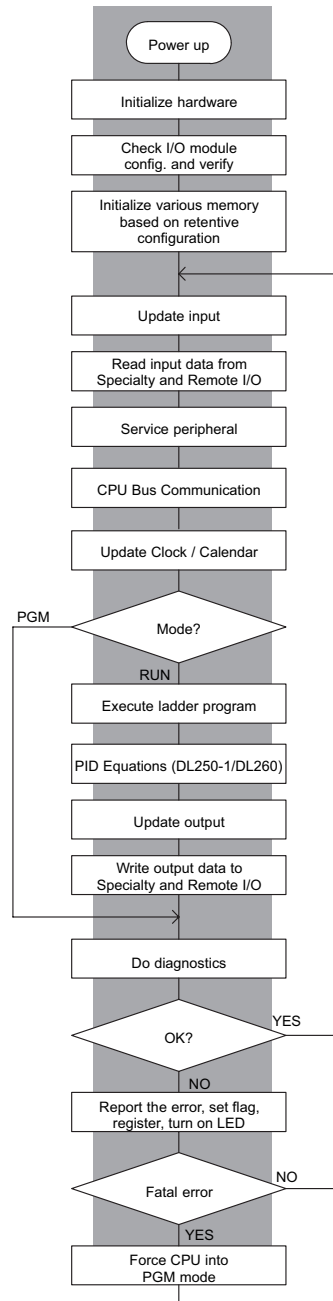 Power up
Initialize hardware
Check I/O module
config. and verify
Initialize various memory
based on retentive
configuration
Update input
Read input data from
Specialty and Remote I/O
Service peripheral
CPU Bus Communication
Update Clock / Calendar
PGM
Mode?
RUN
Execute ladder program
PID Equations (DL250-1/DL260)
Update output
Write output data to
Specialty and Remote I/O
Do diagnostics
OK?
YES
NO
Report the error, set flag,
register, turn on LED
Fatal error
NO
YES
Force CPU into
PGM mode